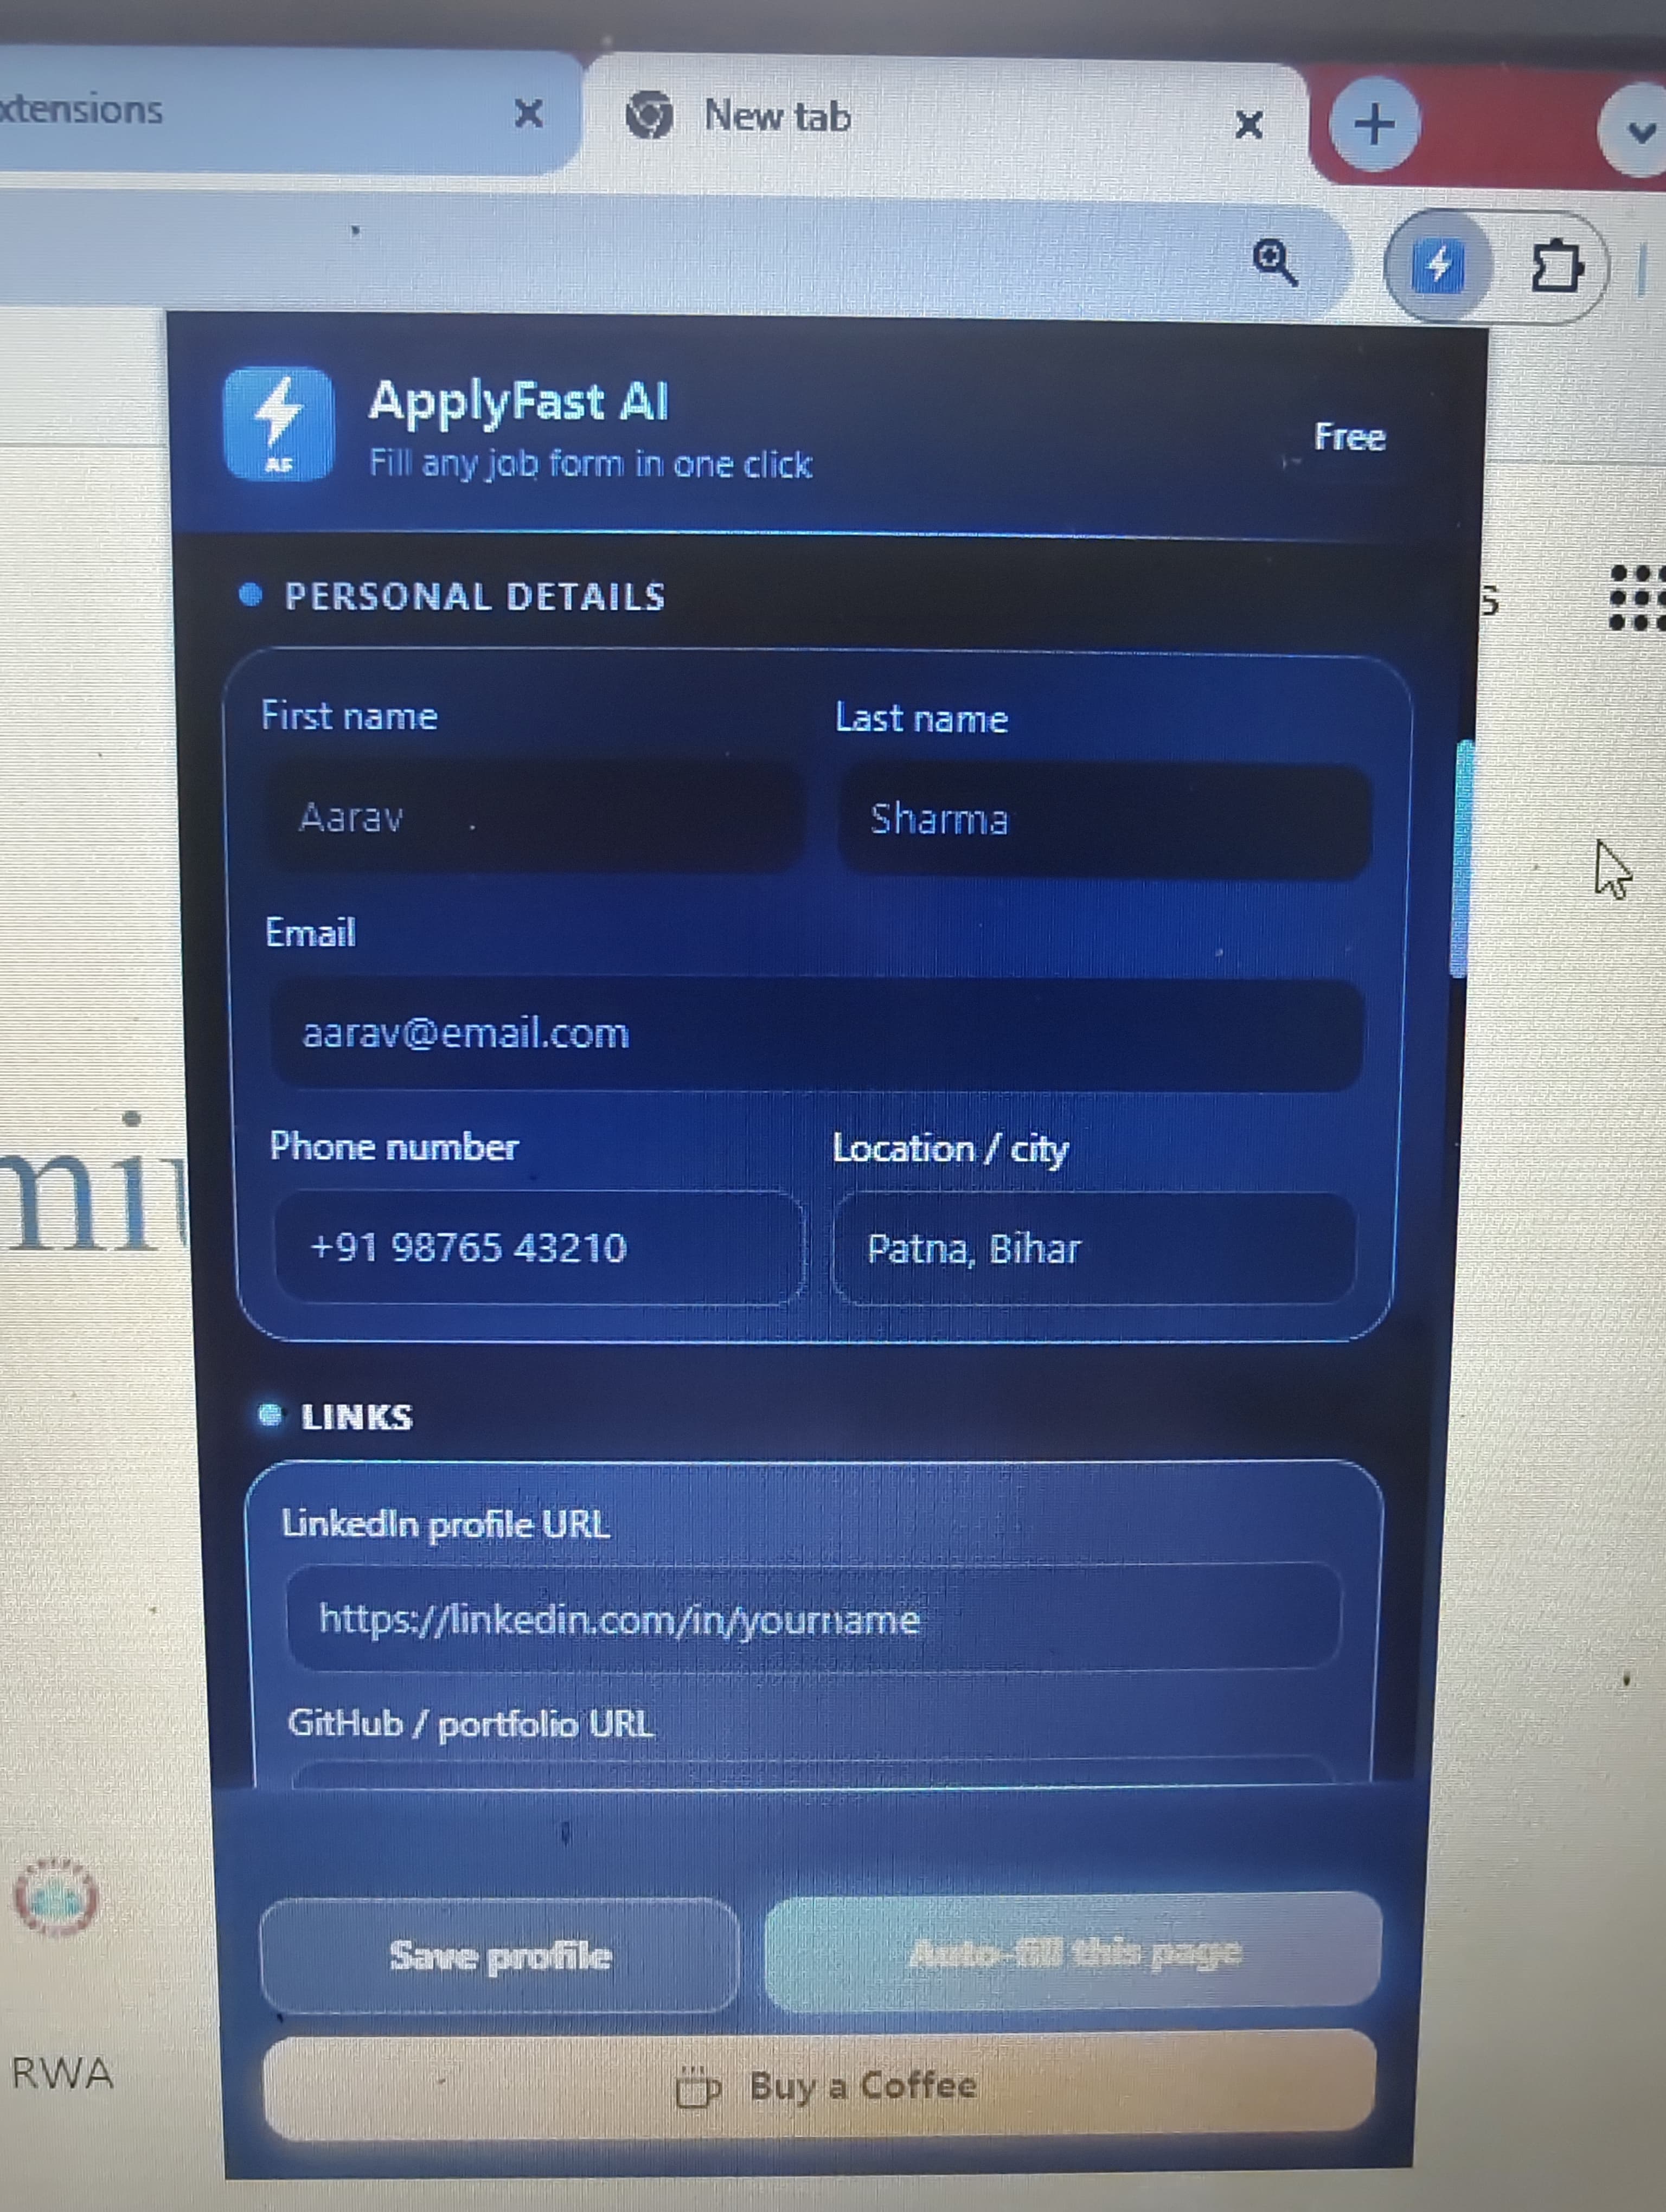 xtensions
New tab
ApplyFast AI
Fill any job form in one click
AF
Free
PERSONAL DETAILS
First name
Last name
Aarav
Sharma
Email
aarav@email.com
Phone number
Location / city
+91 98765 43210
Patna, Bihar
LINKS
LinkedIn profile URL
https://linkedin.com/in/yourname
GitHub / portfolio URL
Save profile
Auto-fill this page
Buy a Coffee
RWA